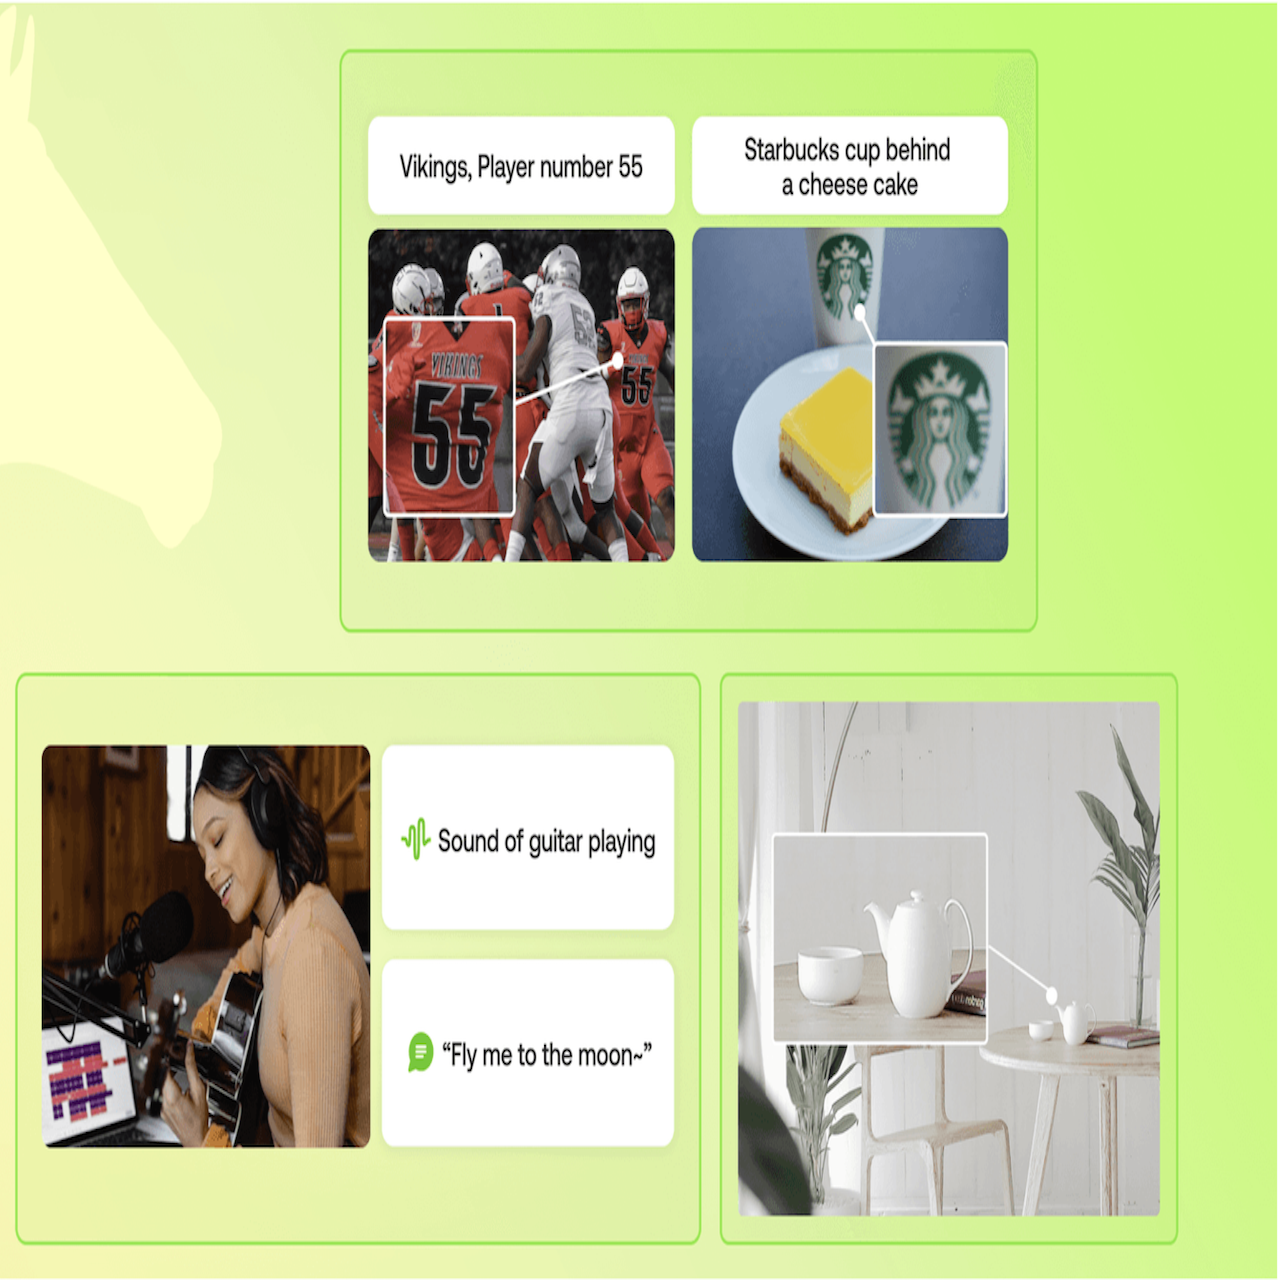 Vikings, Player number 55
Starbucks cup behind
a cheese cake
VIKINGS
55
55
Sound of guitar playing
“Fly me to the moon~”